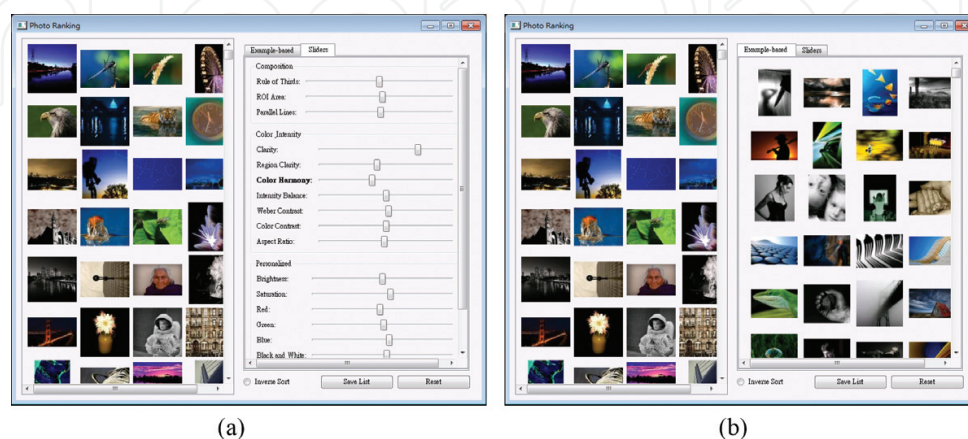 Photo Ranking
Example-based Sliders
Composition
Rule of Thirds:
ROI Area:
Parallel Lines:
Color ,Intensity
Clarity:
Region Clarity:
Color Harmony:
Intensity Balance:
Weber Contrast:
Color Contrast:
Aspect Ratio:
Personalized
Brightness:
Saturation:
Red:
Green:
Blue:
Black and White:
Inverse Sort Save List Reset
(a)
Photo Ranking
Example-based Sliders
Inverse Sort Save List Reset
(b)